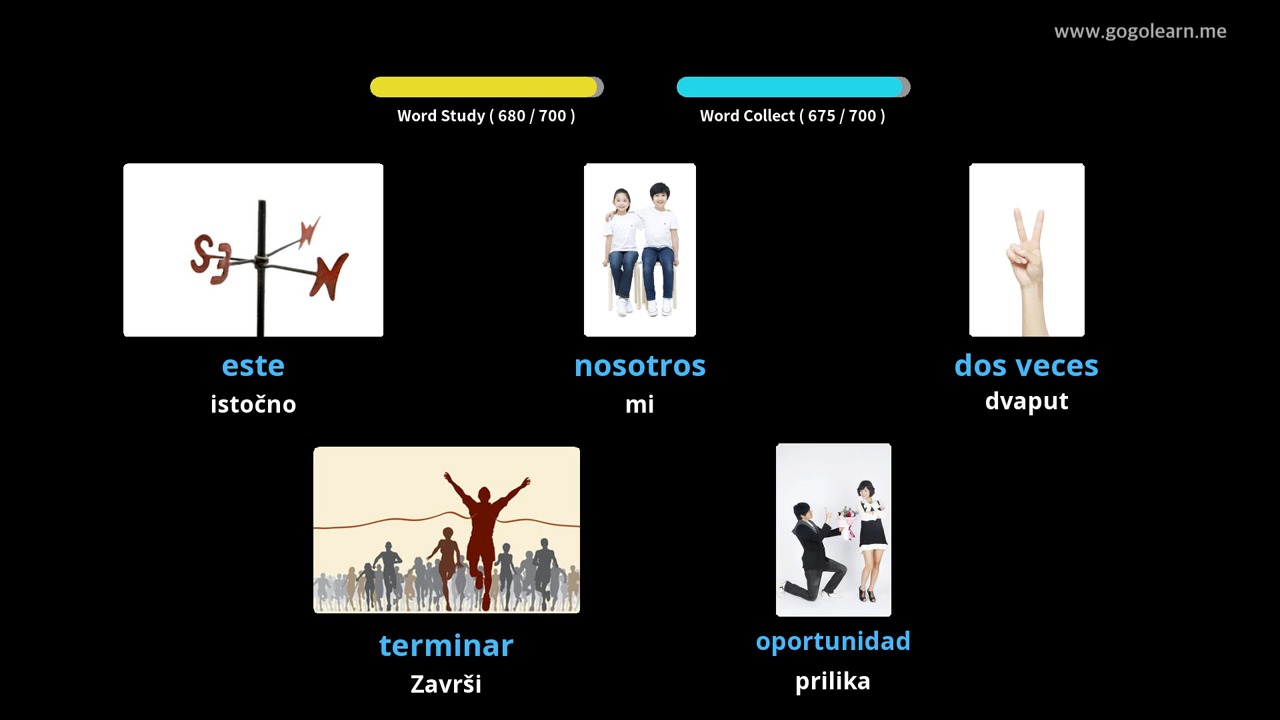 www.gogolearn.me
Word Study ( 680 / 700 )
Word Collect ( 675 / 700 )
S E N N
este
istočno
nosotros
mi
dos veces
dvaput
terminar
Završi
oportunidad
prilika